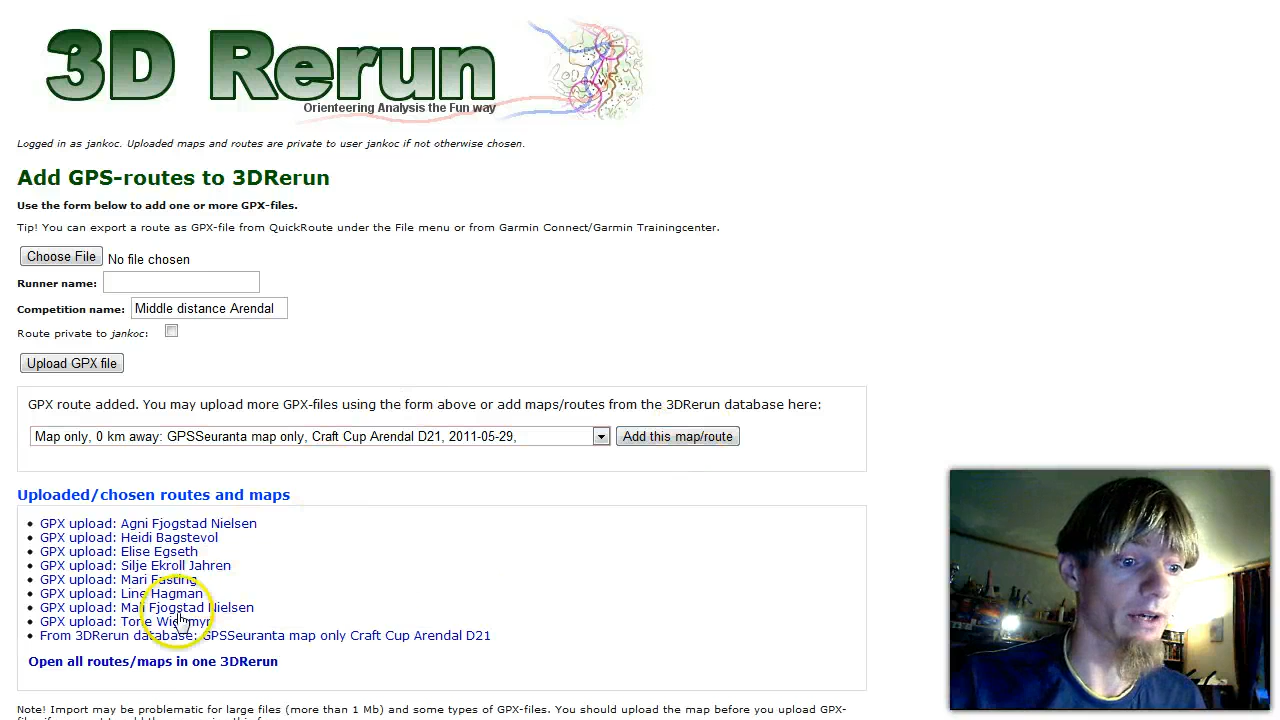 3D Rerun
Orienteering Analysis the Fun way
Logged in as jankoc. Uploaded maps and routes are private to user jankoc if not otherwise chosen.
Add GPS-routes to 3DRerun
Use the form below to add one or more GPX-files.
Tip! You can export a route as GPX-file from QuickRoute under the File menu or from Garmin Connect/Garmin Trainingcenter.
Choose File No file chosen
Runner name:
Competition name: Middle distance Arendal
Route private to jankoc:
Upload GPX file
GPX route added. You may upload more GPX-files using the form above or add maps/routes from the 3DRerun database here:
Map only, 0 km away: GPSSeuranta map only, Craft Cup Arendal D21, 2011-05-29, Add this map/route
Uploaded/chosen routes and maps
GPX upload: Agni Fjogstad Nielsen
GPX upload: Heidi Bagstevol
GPX upload: Elise Egseth
GPX upload: Silje Ekroll Jahren
GPX upload: Mari Fasting
GPX upload: Line Hagman
GPX upload: Mali Fjogstad Nielsen
GPX upload: Tone
From 3DRerun database: GPSSeuranta map only Craft Cup Arendal D21
Open all routes/maps in one 3DRerun
Note! Import may be problematic for large files (more than 1 Mb) and some types of GPX-files. You should upload the map before you upload GPX-